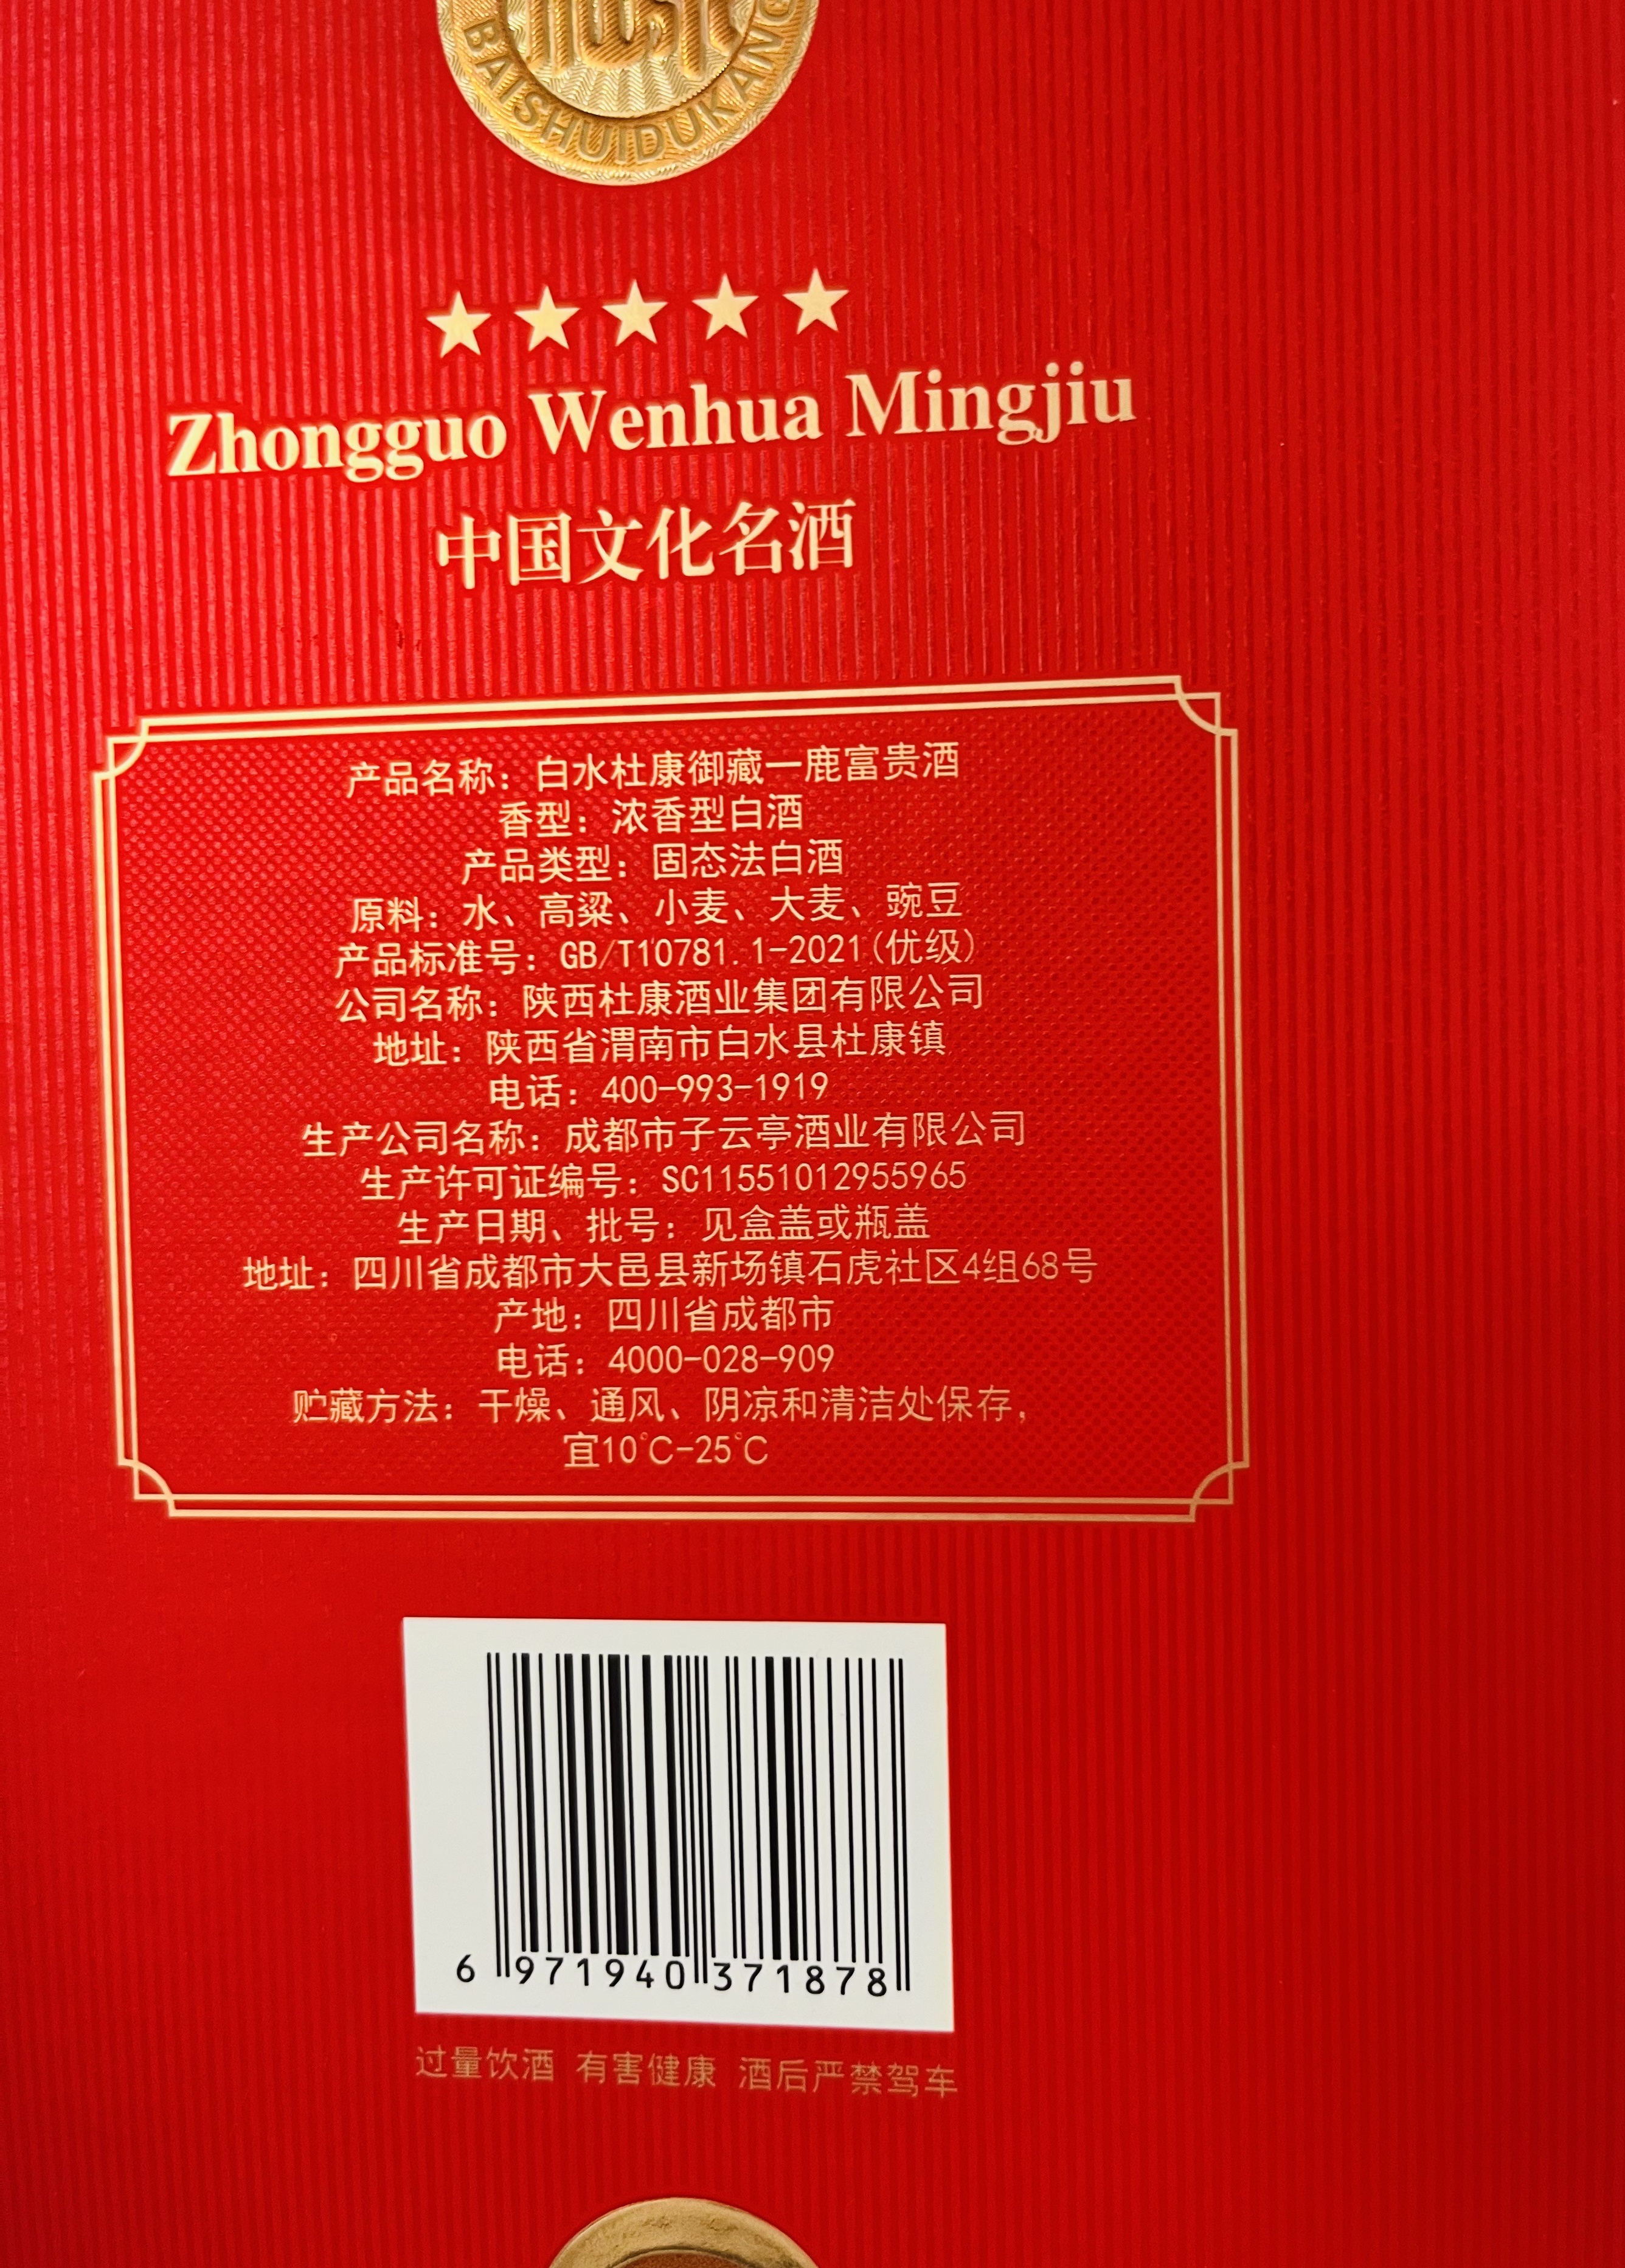 BAISHUIDUKANG
Zhongguo Wenhua Mingjiu
中国文化名酒
产品名称：白水杜康御藏一鹿富贵酒
香型：浓香型白酒
产品类型：固态法白酒
原料：水、高粱、小麦、大麦、豌豆
产品标准号：GB/T10781.1-2021(优级)
公司名称：陕西杜康酒业集团有限公司
地址：陕西省渭南市白水县杜康镇
电话：400-993-1919
生产公司名称：成都市子云亭酒业有限公司
生产许可证编号：SC11551012955965
生产日期、批号：见盒盖或瓶盖
地址：四川省成都市大邑县新场镇石虎社区4组68号
产地：四川省成都市
电话：4000-028-909
贮藏方法：干燥、通风、阴凉和清洁处保存，
宜10℃-25℃
6 971940 371878
过量饮酒 有害健康 酒后严禁驾车